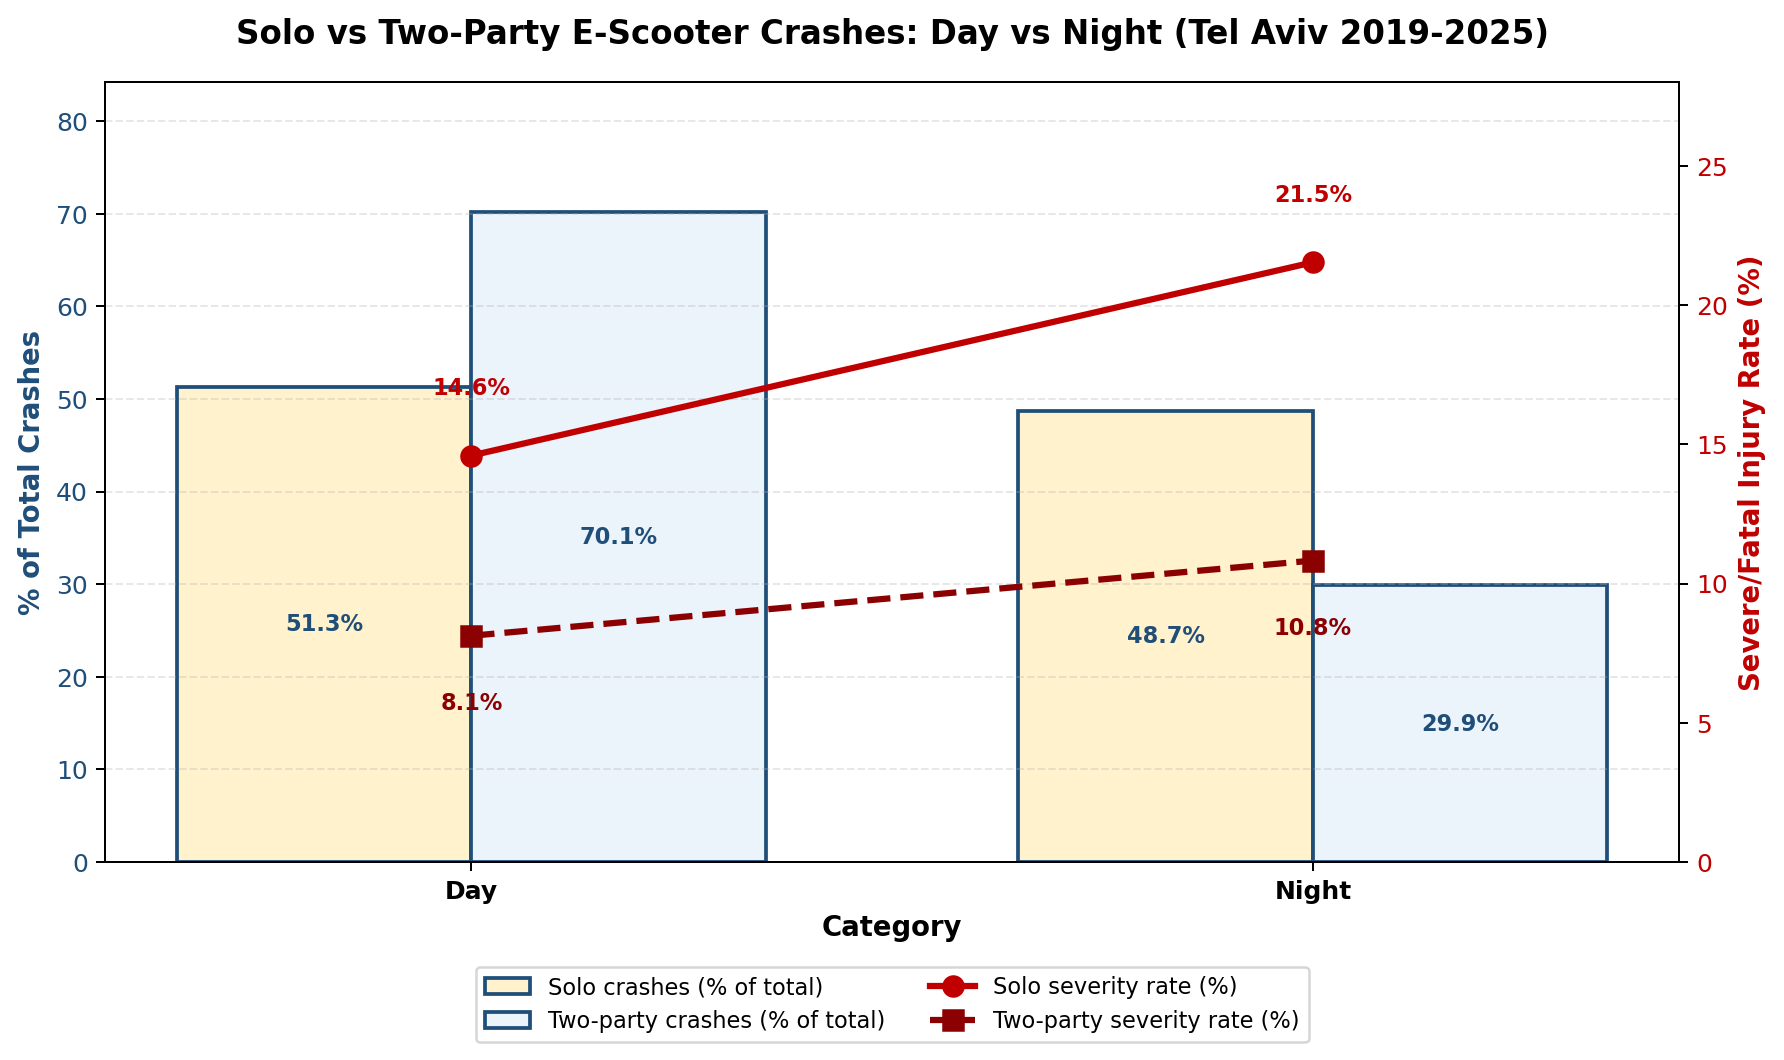 Solo vs Two-Party E-Scooter Crashes: Day vs Night (Tel Aviv 2019-2025)
% of Total Crashes
80
70
60
50
40
30
20
10
0
25
20
15
10
5
0
Severe/Fatal Injury Rate (%)
21.5%
14.6%
70.1%
51.3%
48.7%
10.8%
8.1%
29.9%
Day
Night
Category
Solo crashes (% of total)
Two-party crashes (% of total)
Solo severity rate (%)
Two-party severity rate (%)